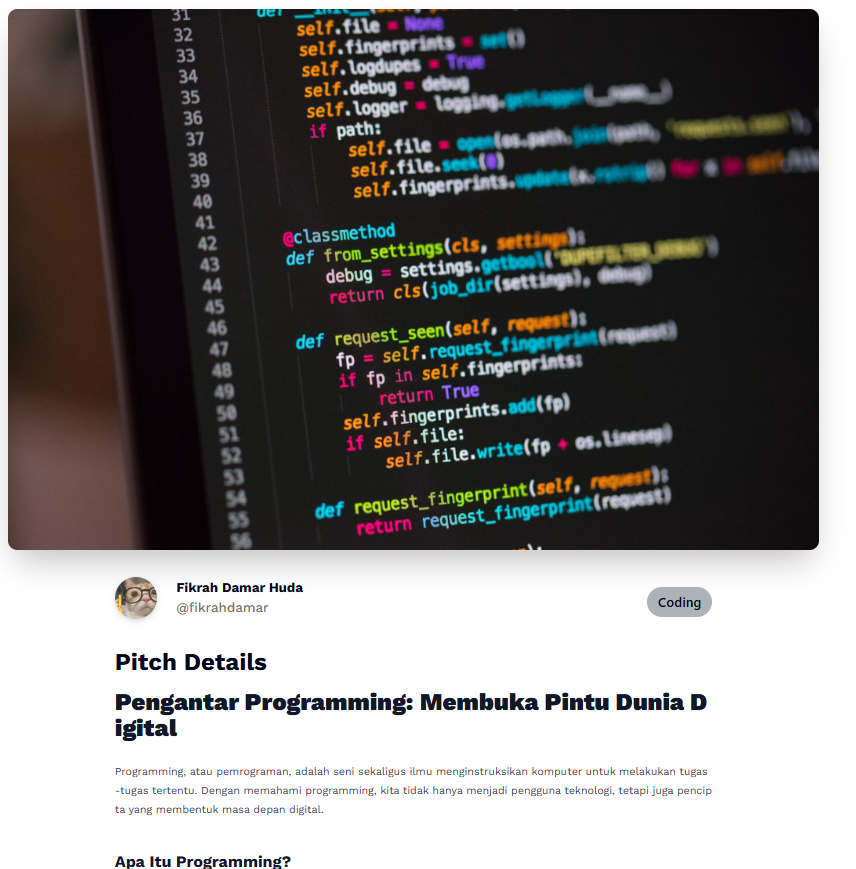 31 def __init__(self,
32 self.file = None
33 self.fingerprints = set()
34 self.logdupes = True
35 self.debug = debug
36 self.logger = logging.getLogger(__name__)
37 if path:
38 self.file = open(os.path.join(path, 'requests.seen'),
39 self.file.seek(0)
40 self.fingerprints.update(x.rstrip() for x in self.file
41
42 @classmethod
43 def from_settings(cls, settings):
44 debug = settings.getbool("DUPEFILTER_DEBUG")
45 return cls(job_dir(settings), debug)
46
47 def request_seen(self, request):
48 fp = self.request_fingerprint(request)
49 if fp in self.fingerprints:
50 return True
51 self.fingerprints.add(fp)
52 if self.file:
53 self.file.write(fp + os.linesep)
54
55 def request_fingerprint(self, request):
56 return request_fingerprint(request)
Fikrah Damar Huda
@fikrahdamar
Coding
Pitch Details
Pengantar Programming: Membuka Pintu Dunia D
igital
Programming, atau pemrograman, adalah seni sekaligus ilmu menginstruksikan komputer untuk melakukan tugas
-tugas tertentu. Dengan memahami programming, kita tidak hanya menjadi pengguna teknologi, tetapi juga pencip
ta yang membentuk masa depan digital.
Apa Itu Programming?